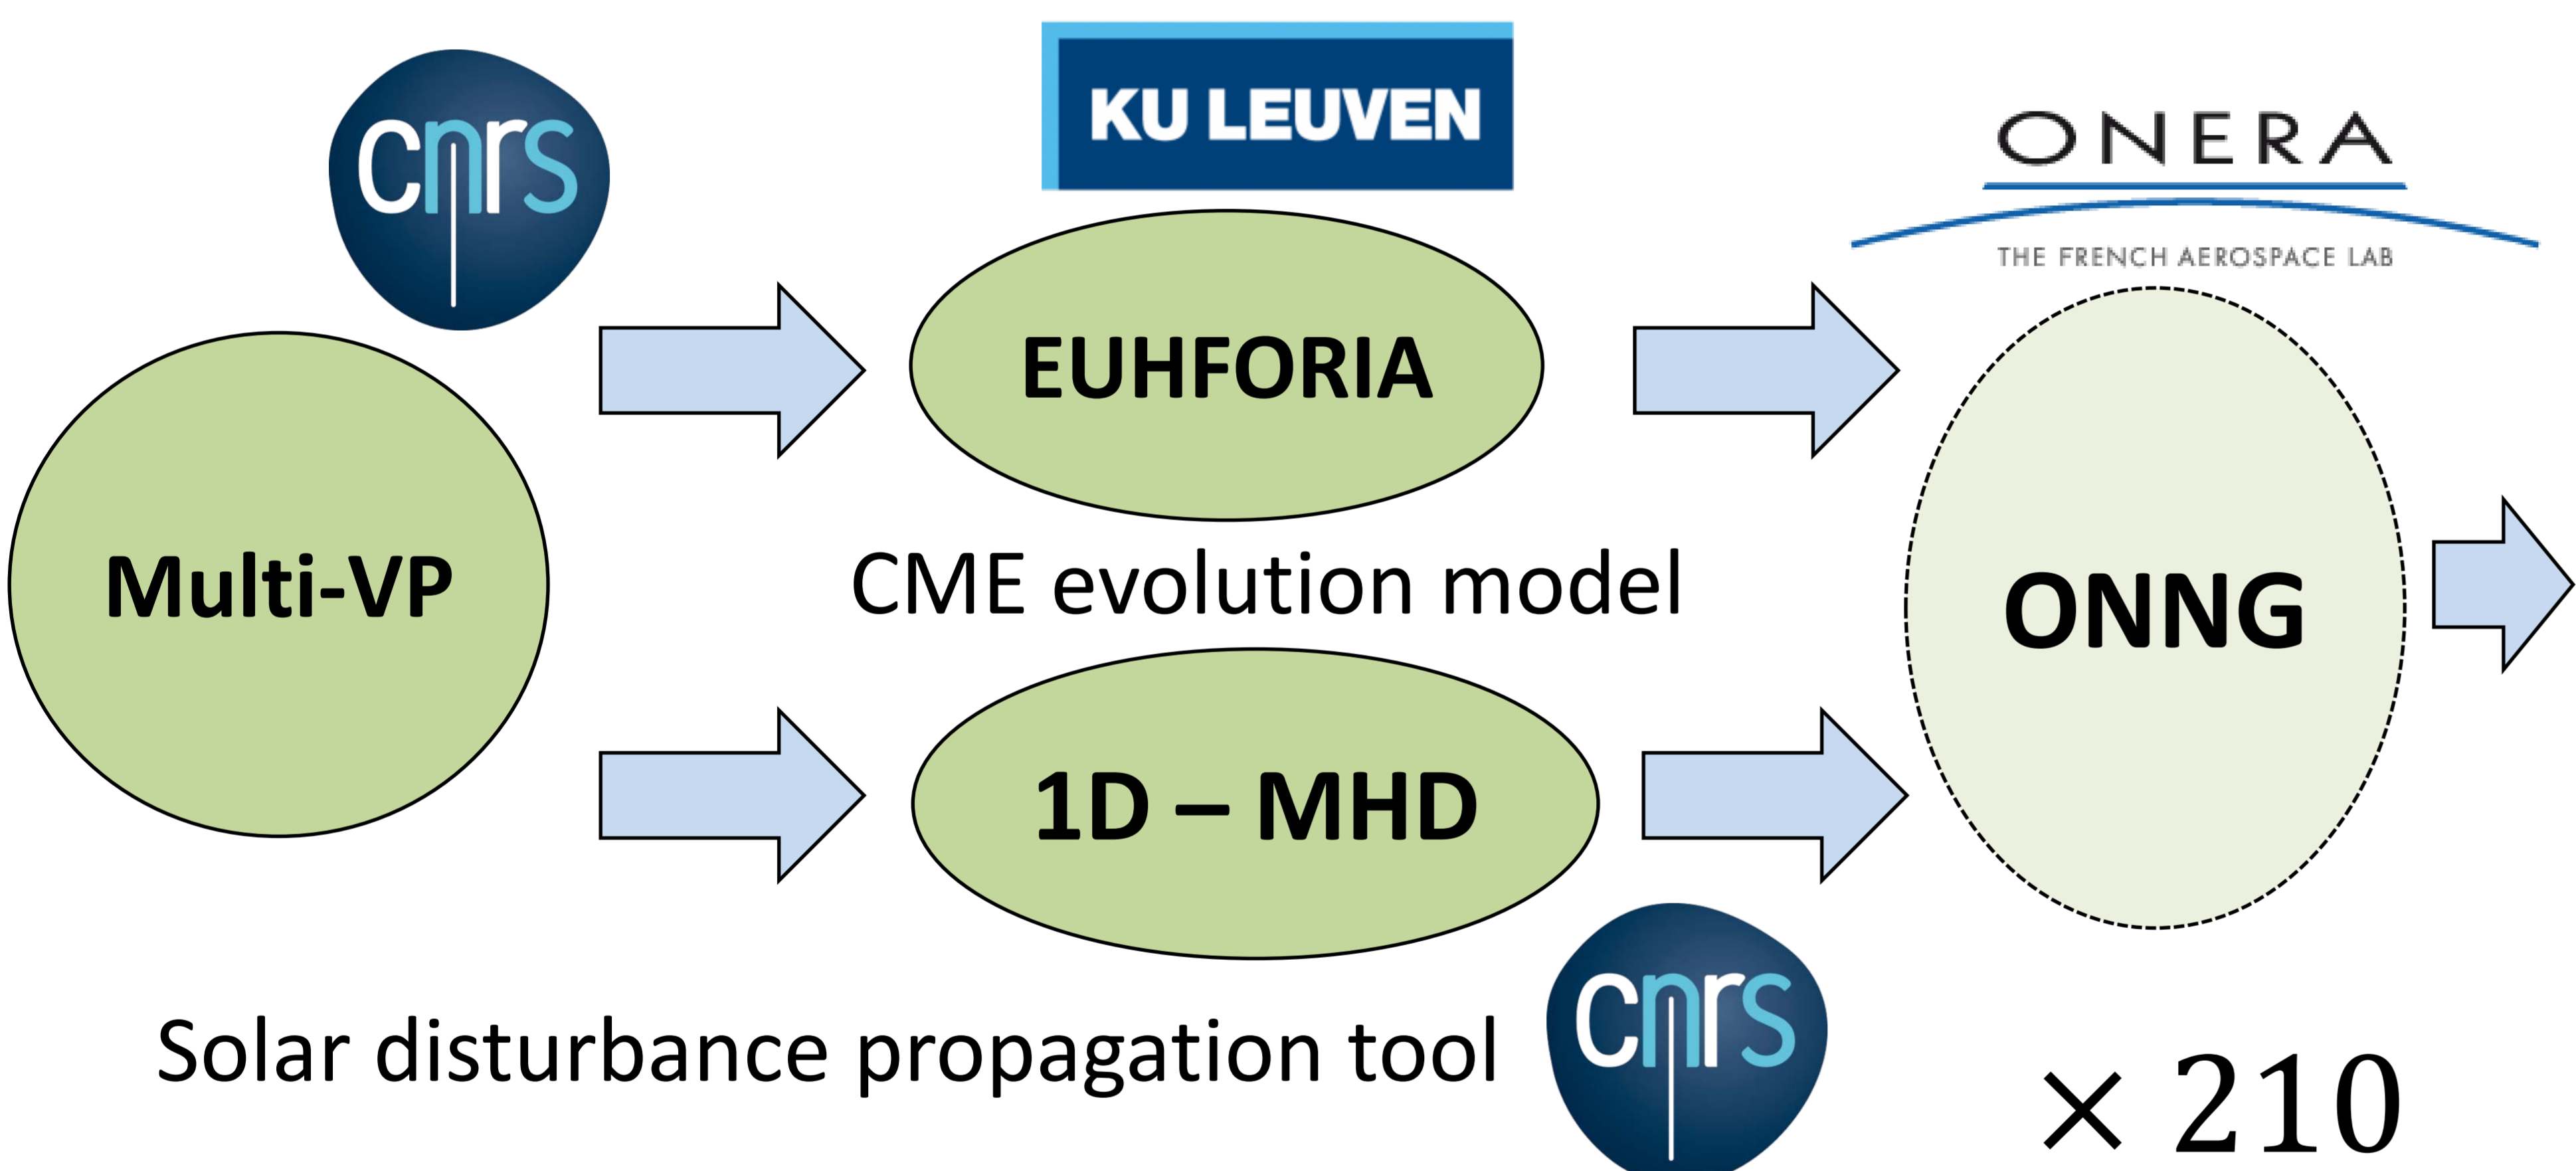 cnrs
KU LEUVEN
ONERA
THE FRENCH AEROSPACE LAB
EUHFORIA
Multi-VP
CME evolution model
ONNG
1D – MHD
Solar disturbance propagation tool
cnrs
× 210